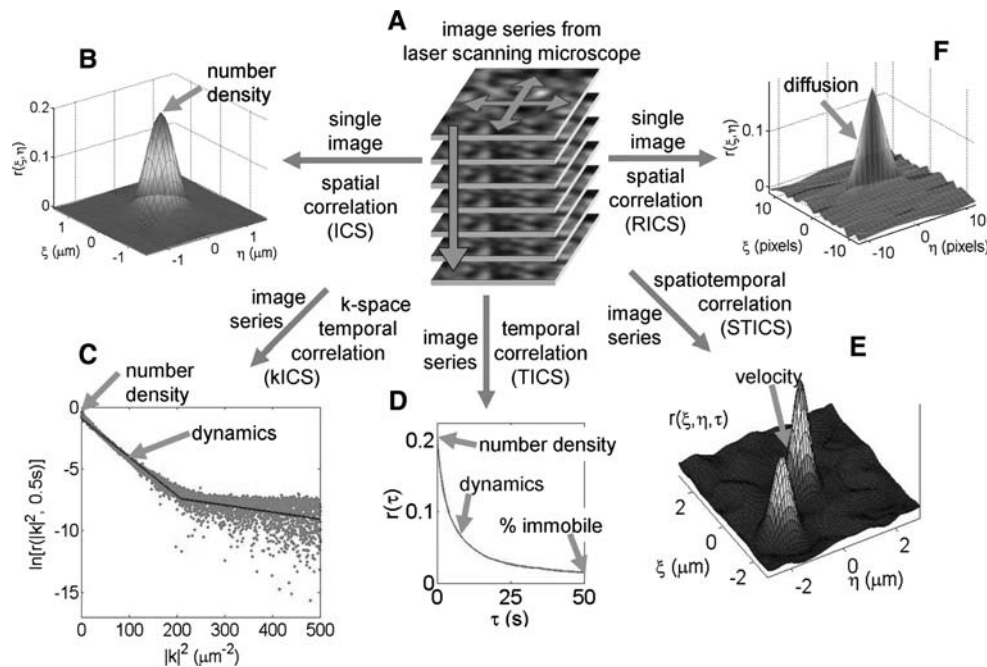 A
image series from
laser scanning microscope
B
number
density
0.2
0.1
0
r(ξ,η)
1
0
-1
ξ (μm)
-1
0
1
η (μm)
single
image
spatial
correlation
(ICS)
single
image
spatial
correlation
(RICS)
F
diffusion
0.1
0
r(ξ,η)
10
0
-10
ξ (pixels)
-10
0
10
η (pixels)
image
series
k-space
temporal
correlation
(kICS)
image
series
temporal
correlation
(TICS)
spatiotemporal
correlation
(STICS)
image
series
C
number
density
dynamics
0
-5
-10
-15
ln[r(|k|², 0.5s)]
0
100
200
300
400
500
|k|² (μm⁻²)
D
number density
dynamics
% immobile
0.2
0.1
0
r(τ)
0
25
50
τ (s)
E
velocity
r(ξ,η,τ)
2
0
-2
ξ (μm)
-2
0
2
η (μm)